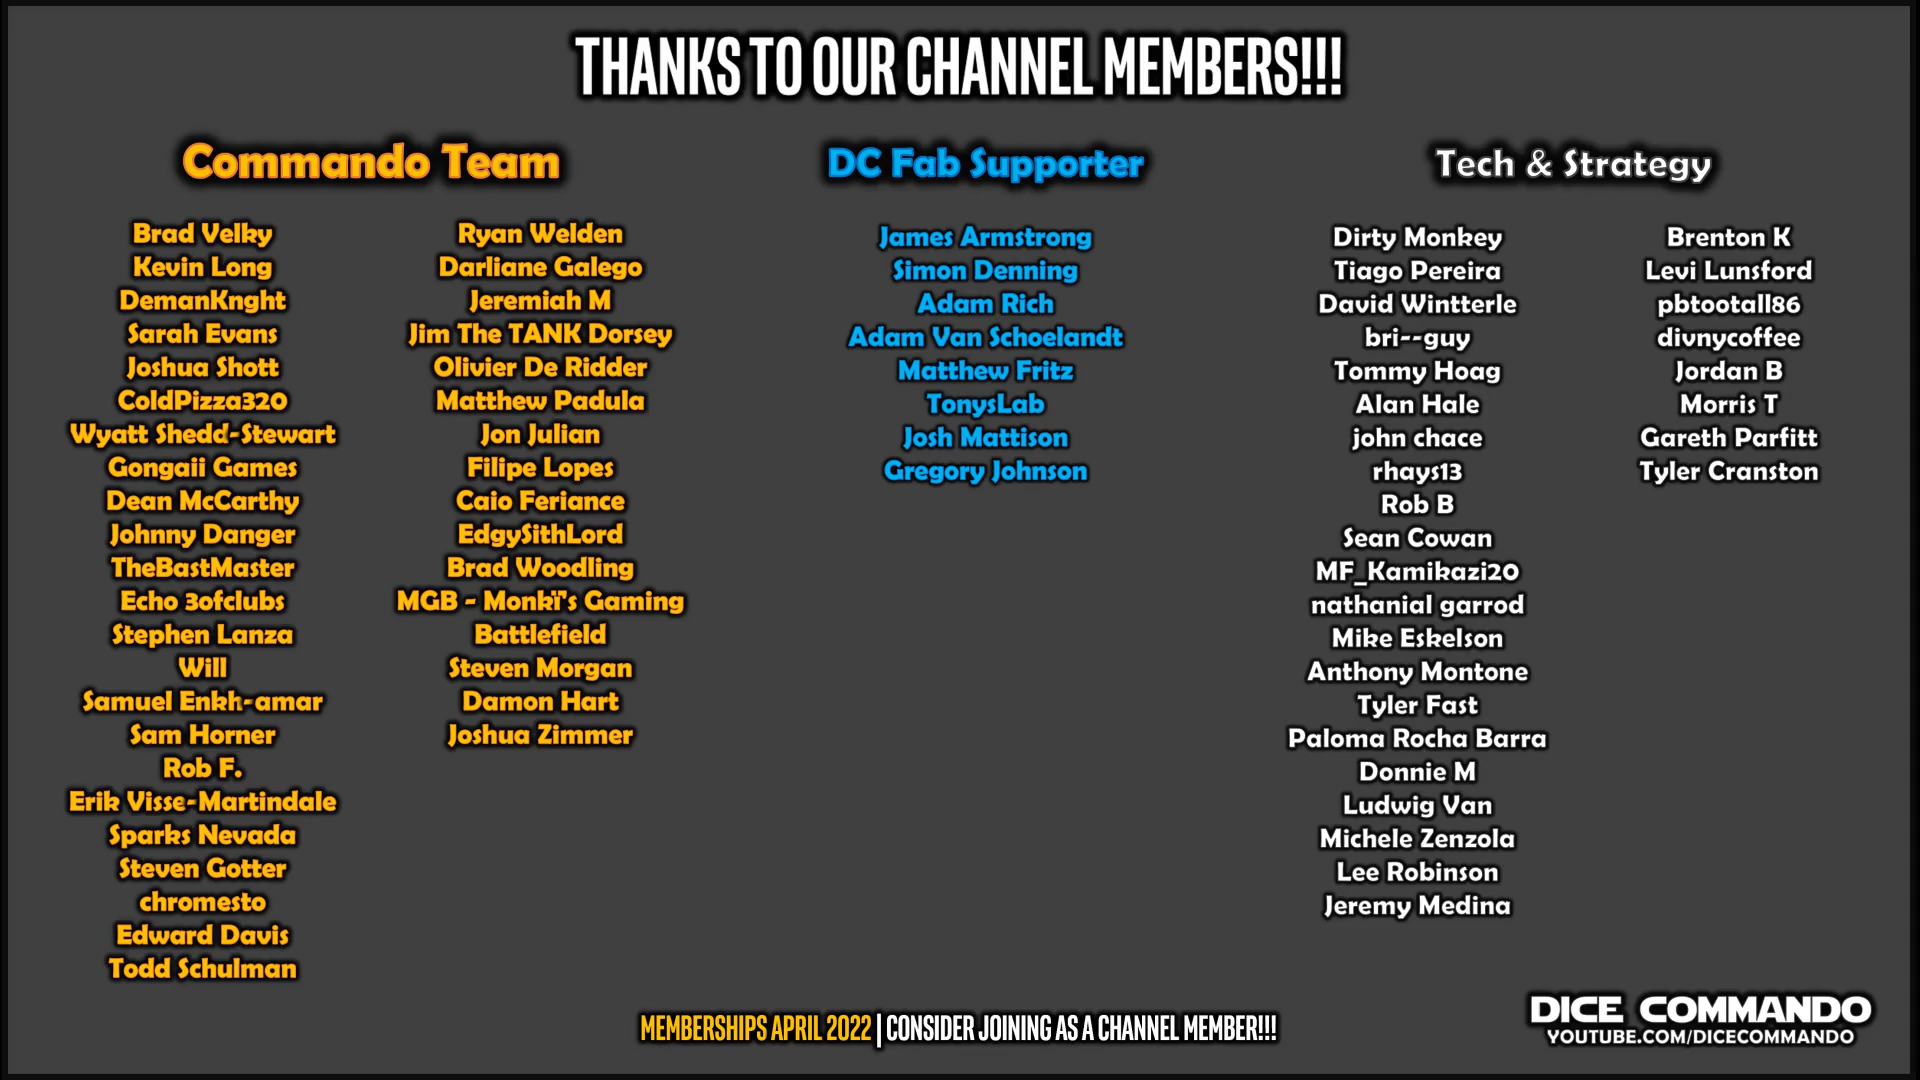 THANKS TO OUR CHANNEL MEMBERS!!!
Commando Team
Brad Velky
Kevin Long
DemanKnght
Sarah Evans
Joshua Shott
ColdPizza320
Wyatt Shedd-Stewart
Gongaii Games
Dean McCarthy
Johnny Danger
TheBastMaster
Echo 3ofclubs
Stephen Lanza
Will
Samuel Enkh-amar
Sam Horner
Rob F.
Erik Visse-Martindale
Sparks Nevada
Steven Gotter
chromesto
Edward Davis
Todd Schulman
Ryan Welden
Darliane Galego
Jeremiah M
Jim The TANK Dorsey
Olivier De Ridder
Matthew Padula
Jon Julian
Filipe Lopes
Caio Feriance
EdgySithLord
Brad Woodling
MGB - Monkï's Gaming
Battlefield
Steven Morgan
Damon Hart
Joshua Zimmer
DC Fab Supporter
James Armstrong
Simon Denning
Adam Rich
Adam Van Schoelandt
Matthew Fritz
TonysLab
Josh Mattison
Gregory Johnson
Tech & Strategy
Dirty Monkey
Tiago Pereira
David Wintterle
bri--guy
Tommy Hoag
Alan Hale
john chace
rhays13
Rob B
Sean Cowan
MF_Kamikazi20
nathanial garrod
Mike Eskelson
Anthony Montone
Tyler Fast
Paloma Rocha Barra
Donnie M
Ludwig Van
Michele Zenzola
Lee Robinson
Jeremy Medina
Brenton K
Levi Lunsford
pbtootall86
divnycoffee
Jordan B
Morris T
Gareth Parfitt
Tyler Cranston
MEMBERSHIPS APRIL 2022 | CONSIDER JOINING AS A CHANNEL MEMBER!!!
DICE COMMANDO
YOUTUBE.COM/DICECOMMANDO